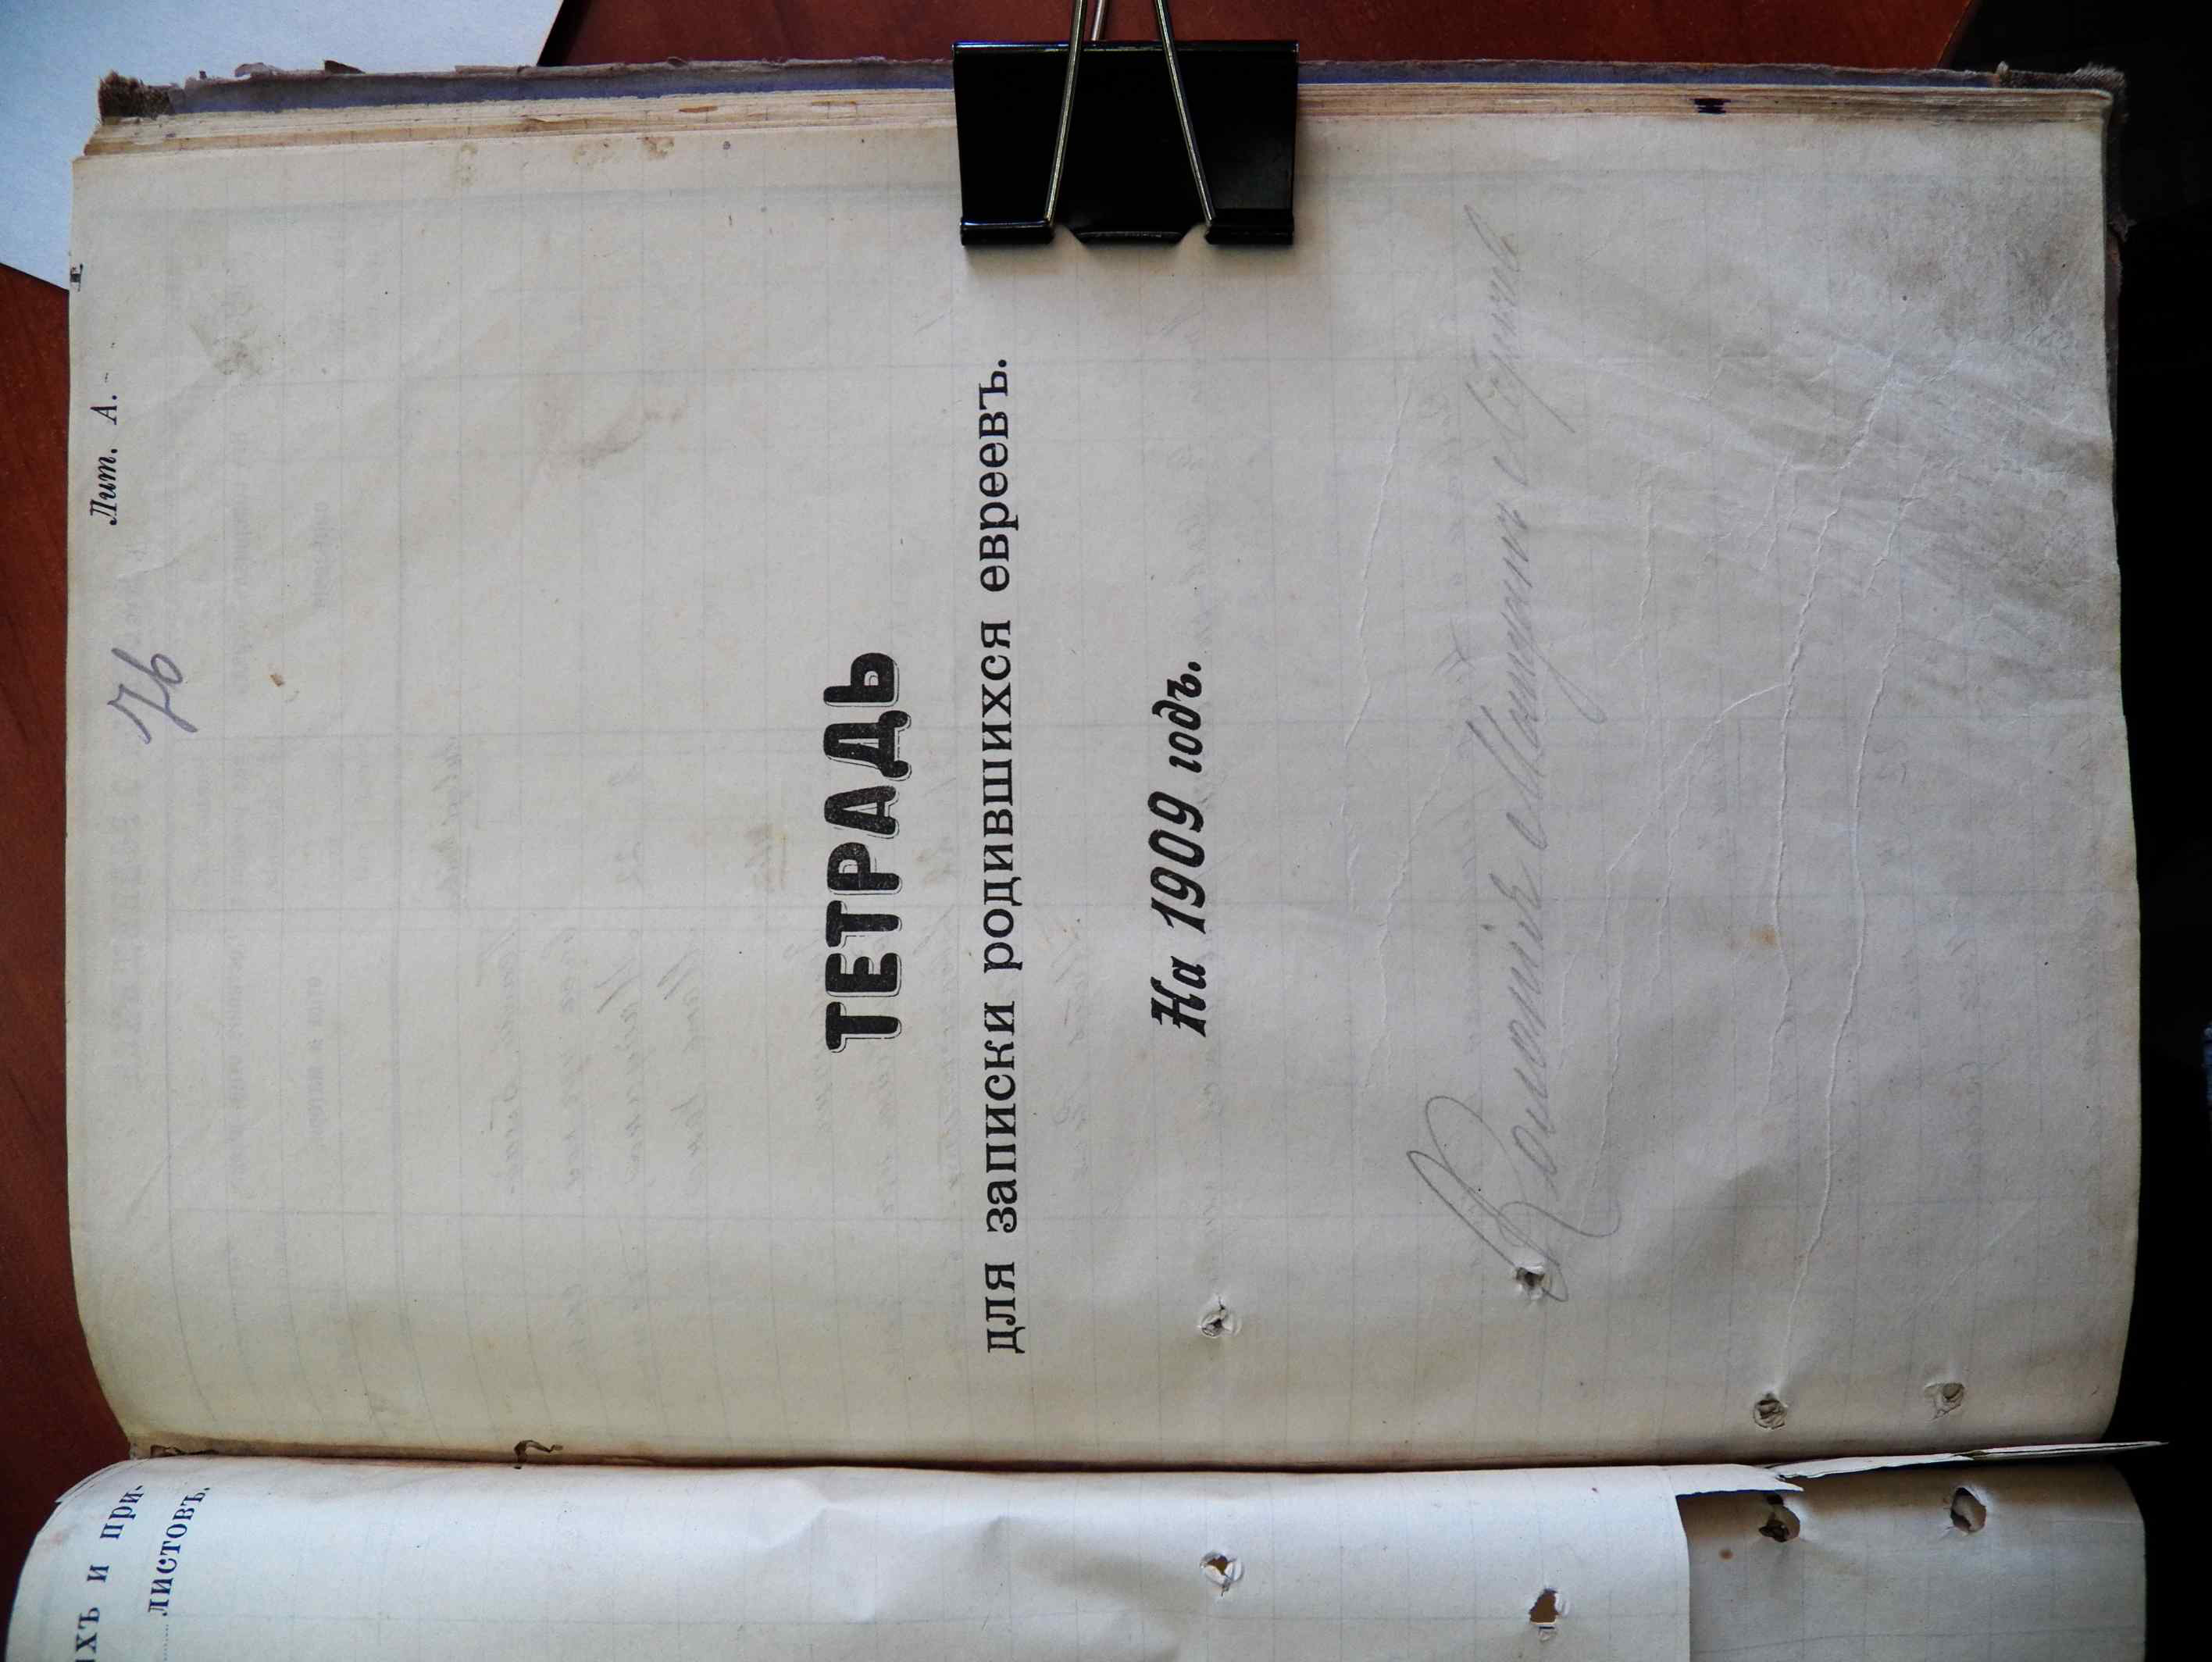 Лит. А.
76
ТЕТРАДЬ
для записки родившихся евреевъ.
На 1909 годъ.
ихъ и при-
листовъ.